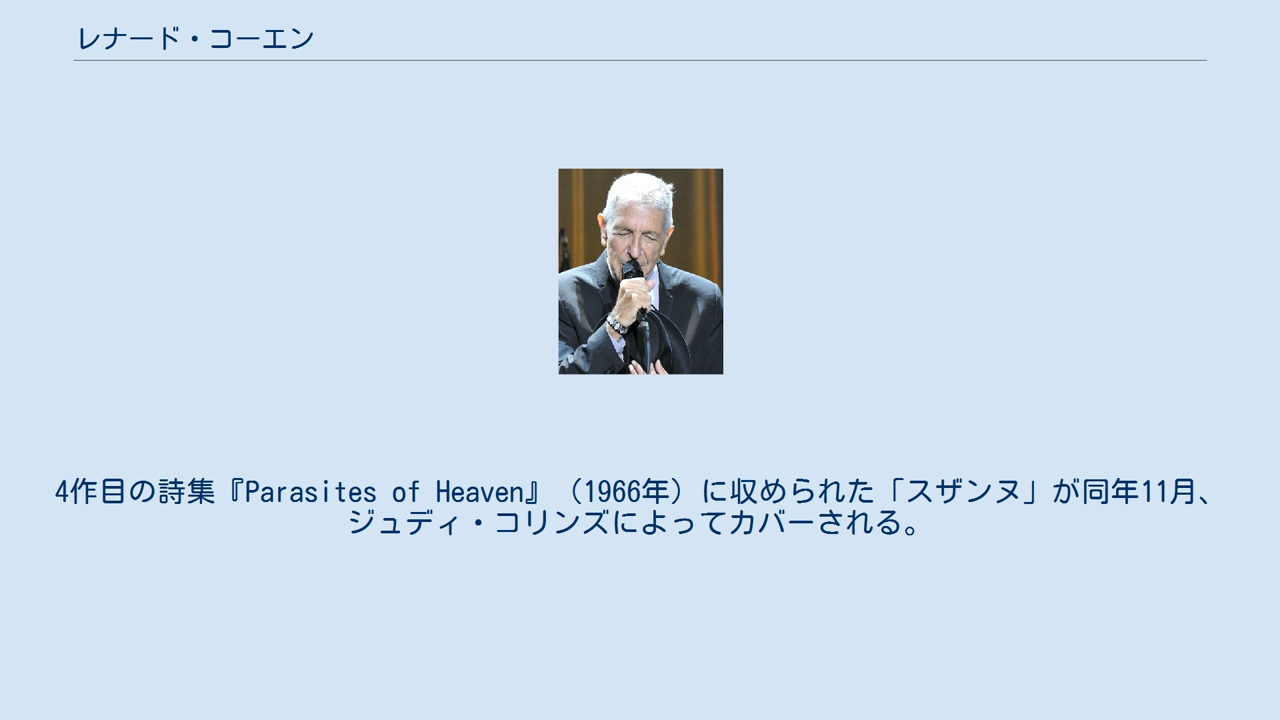 レナード・コーエン
4作目の詩集『Parasites of Heaven』（1966年）に収められた「スザンヌ」が同年11月、
ジュディ・コリンズによってカバーされる。